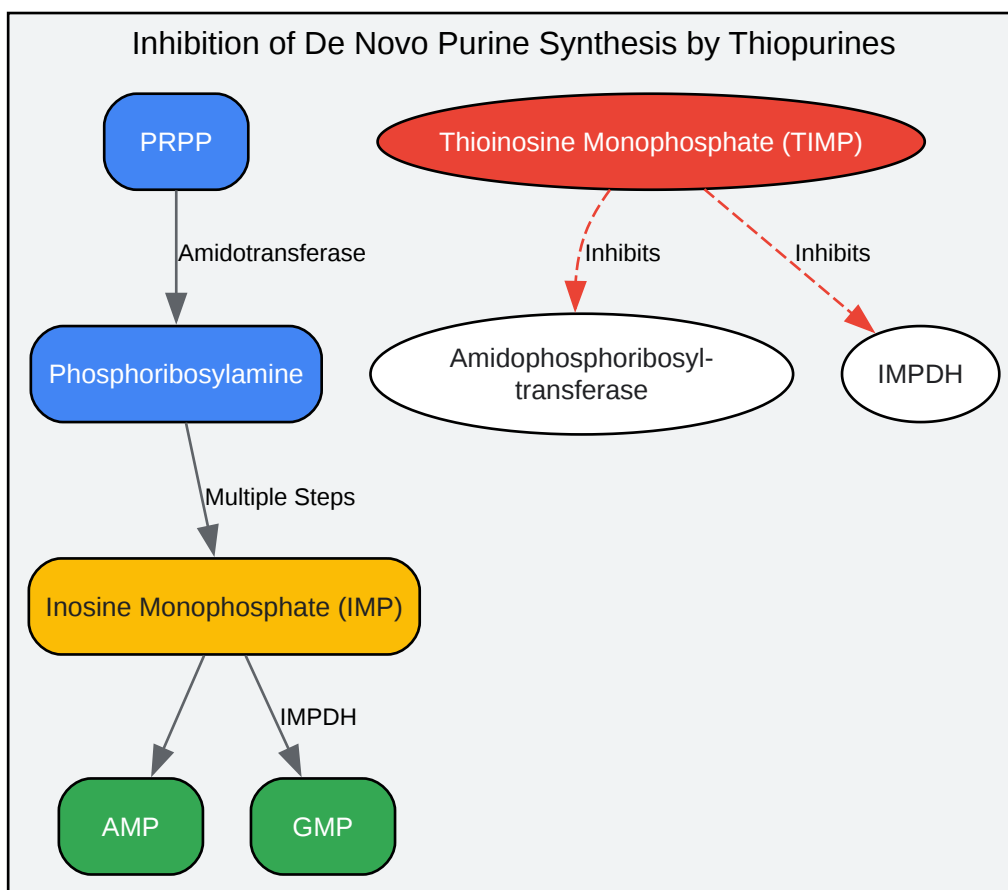 Inhibition of De Novo Purine Synthesis by Thiopurines
PRPP
Thioinosine Monophosphate (TIMP)
Amidotransferase
Inhibits
Inhibits
Phosphoribosylamine
Amidophosphoribosyl-
transferase
IMPDH
Multiple Steps
Inosine Monophosphate (IMP)
IMPDH
AMP
GMP